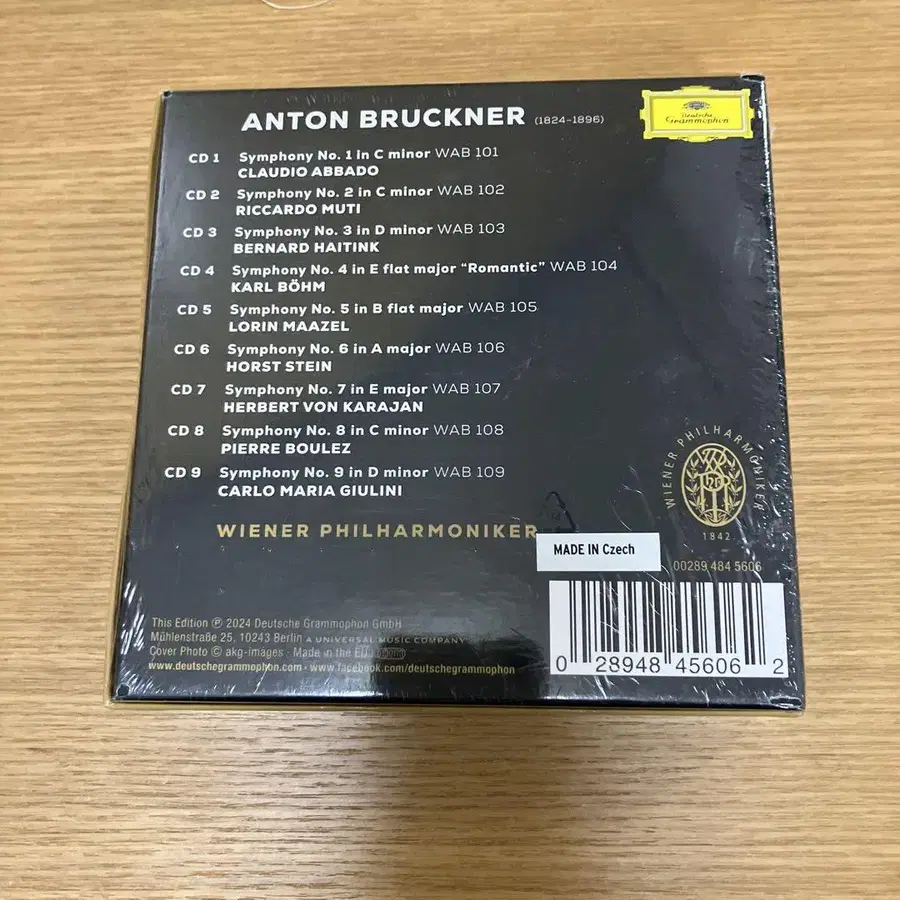 ANTON BRUCKNER (1824–1896)
Deutsche
Grammophon
CD 1 Symphony No. 1 in C minor WAB 101
CLAUDIO ABBADO
CD 2 Symphony No. 2 in C minor WAB 102
RICCARDO MUTI
CD 3 Symphony No. 3 in D minor WAB 103
BERNARD HAITINK
CD 4 Symphony No. 4 in E flat major “Romantic” WAB 104
KARL BÖHM
CD 5 Symphony No. 5 in B flat major WAB 105
LORIN MAAZEL
CD 6 Symphony No. 6 in A major WAB 106
HORST STEIN
CD 7 Symphony No. 7 in E major WAB 107
HERBERT VON KARAJAN
CD 8 Symphony No. 8 in C minor WAB 108
PIERRE BOULEZ
CD 9 Symphony No. 9 in D minor WAB 109
CARLO MARIA GIULINI
WIENER PHILHARMONIKER
WIENER PHILHARMONIKER
1842
MADE IN Czech
00289 484 5606
This Edition ℗ 2024 Deutsche Grammophon GmbH
Mühlenstraße 25, 10243 Berlin A UNIVERSAL MUSIC COMPANY
Cover Photo © akg-images · Made in the EU
www.deutschegrammophon.com · www.facebook.com/deutschegrammophon
0 28948 45606 2